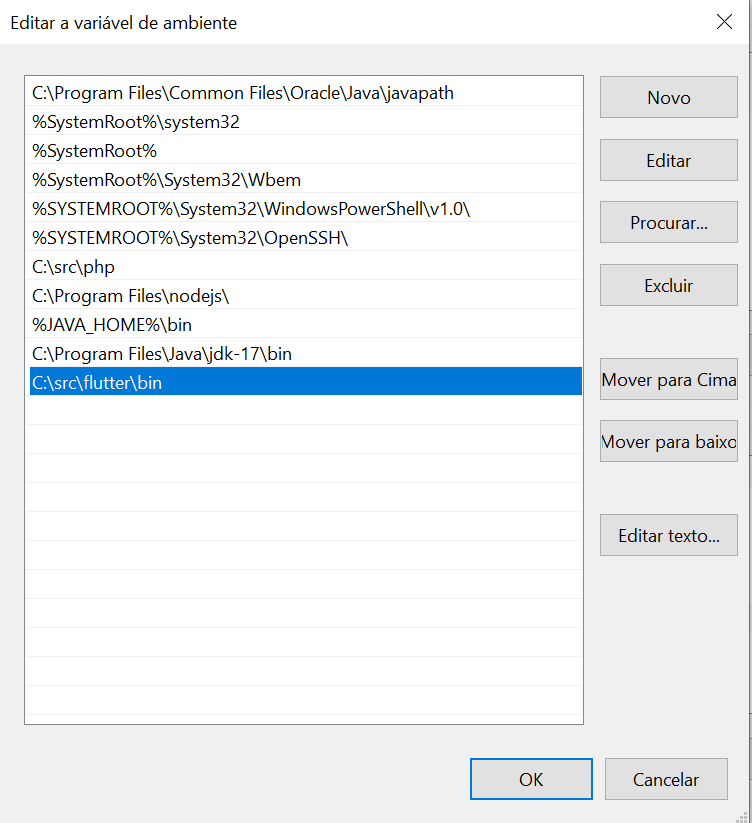 Editar a variável de ambiente
C:\Program Files\Common Files\Oracle\Java\javapath
%SystemRoot%\system32
%SystemRoot%
%SystemRoot%\System32\Wbem
%SYSTEMROOT%\System32\WindowsPowerShell\v1.0\
%SYSTEMROOT%\System32\OpenSSH\
C:\src\php
C:\Program Files\nodejs\
%JAVA_HOME%\bin
C:\Program Files\Java\jdk-17\bin
C:\src\flutter\bin
Novo
Editar
Procurar...
Excluir
Mover para Cima
Mover para baixo
Editar texto...
OK
Cancelar